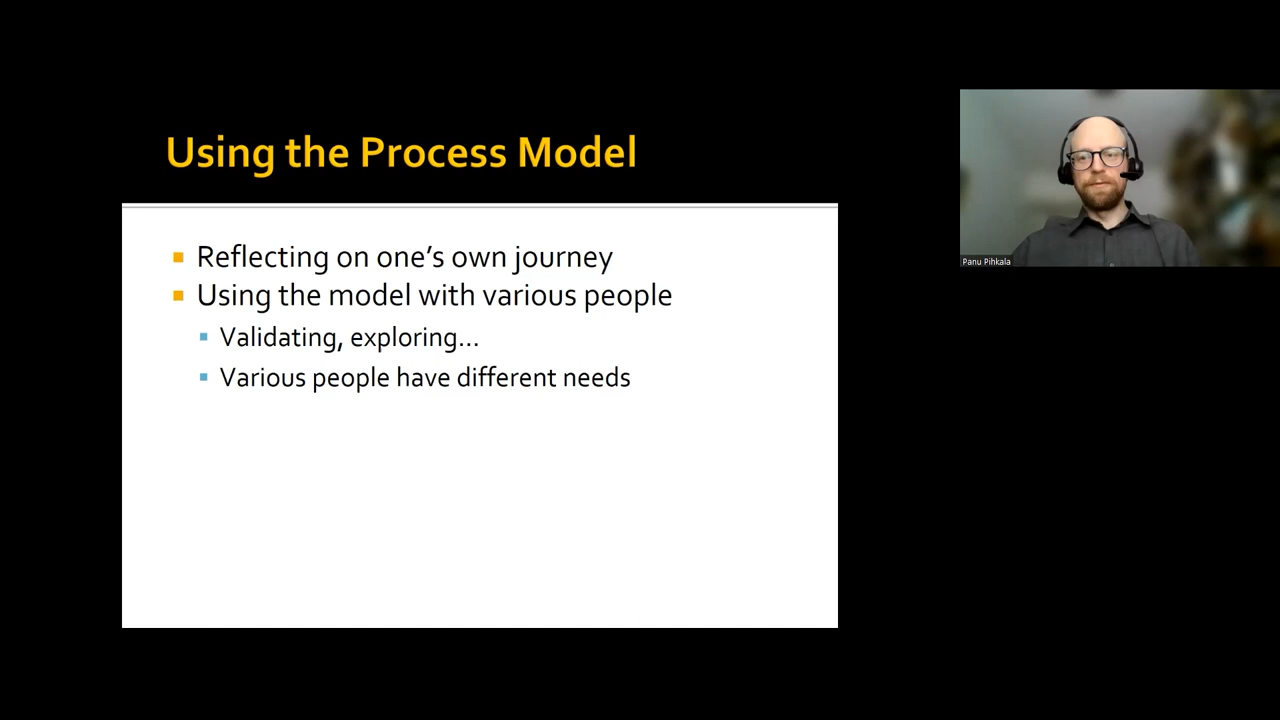 Using the Process Model
Reflecting on one’s own journey
Using the model with various people
Validating, exploring…
Various people have different needs
Panu Pihkala